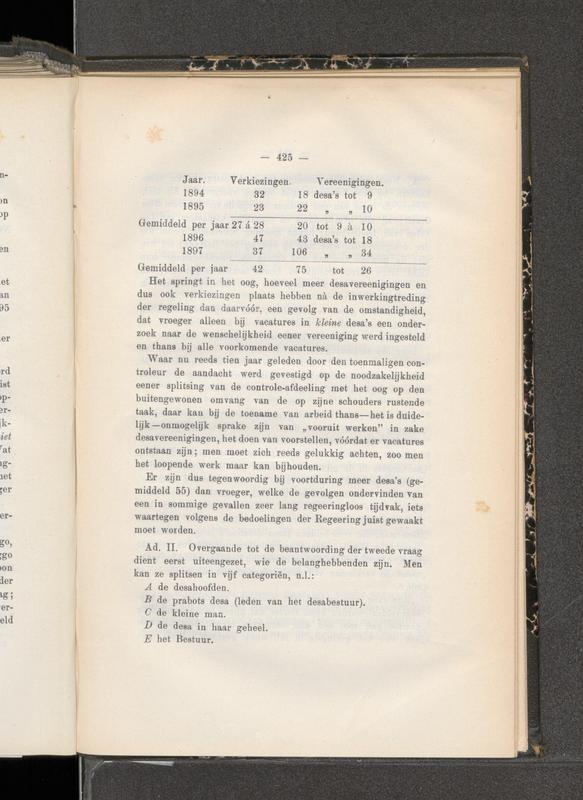 — 425 —
Jaar. Verkiezingen. Vereenigingen.
1894 32 18 desa's tot 9
1895 23 22 „ „ 10
Gemiddeld per jaar 27 á 28 20 tot 9 à 10
1896 47 43 desa's tot 18
1897 37 106 „ „ 34
Gemiddeld per jaar 42 75 tot 26
Het springt in het oog, hoeveel meer desavereenigingen en
dus ook verkiezingen plaats hebben nà de inwerkingtreding
der regeling dan daarvóór, een gevolg van de omstandigheid,
dat vroeger alleen bij vacatures in kleine desa's een onder-
zoek naar de wenschelijkheid eener vereeniging werd ingesteld
en thans bij alle voorkomende vacatures.
Waar nu reeds tien jaar geleden door den toenmaligen con-
troleur de aandacht werd gevestigd op de noodzakelijkheid
eener splitsing van de controle-afdeeling met het oog op den
buitengewonen omvang van de op zijne schouders rustende
taak, daar kan bij de toename van arbeid thans—het is duide-
lijk—onmogelijk sprake zijn van „vooruit werken" in zake
desavereenigingen, het doen van voorstellen, vóórdat er vacatures
ontstaan zijn; men moet zich reeds gelukkig achten, zoo men
het loopende werk maar kan bijhouden.
Er zijn dus tegenwoordig bij voortduring meer desa's (ge-
middeld 55) dan vroeger, welke de gevolgen ondervinden van
een in sommige gevallen zeer lang regeeringloos tijdvak, iets
waartegen volgens de bedoelingen der Regeering juist gewaakt
moet worden.
Ad. II. Overgaande tot de beantwoording der tweede vraag
dient eerst uiteengezet, wie de belanghebbenden zijn. Men
kan ze splitsen in vijf categoriën, n.l.:
A de desahoofden.
B de prabots desa (leden van het desabestuur).
C de kleine man.
D de desa in haar geheel.
E het Bestuur.